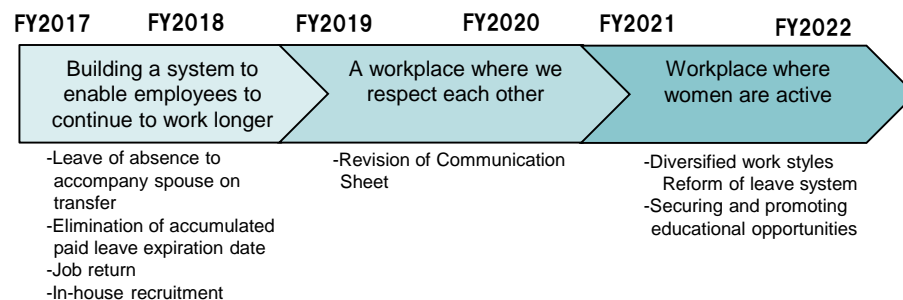 FY2017 FY2018 FY2019 FY2020 FY2021 FY2022
Building a system to
enable employees to
continue to work longer
A workplace where we
respect each other
Workplace where
women are active
-Leave of absence to
accompany spouse on
transfer
-Elimination of accumulated
paid leave expiration date
-Job return
-In-house recruitment
-Revision of Communication
Sheet
-Diversified work styles
Reform of leave system
-Securing and promoting
educational opportunities